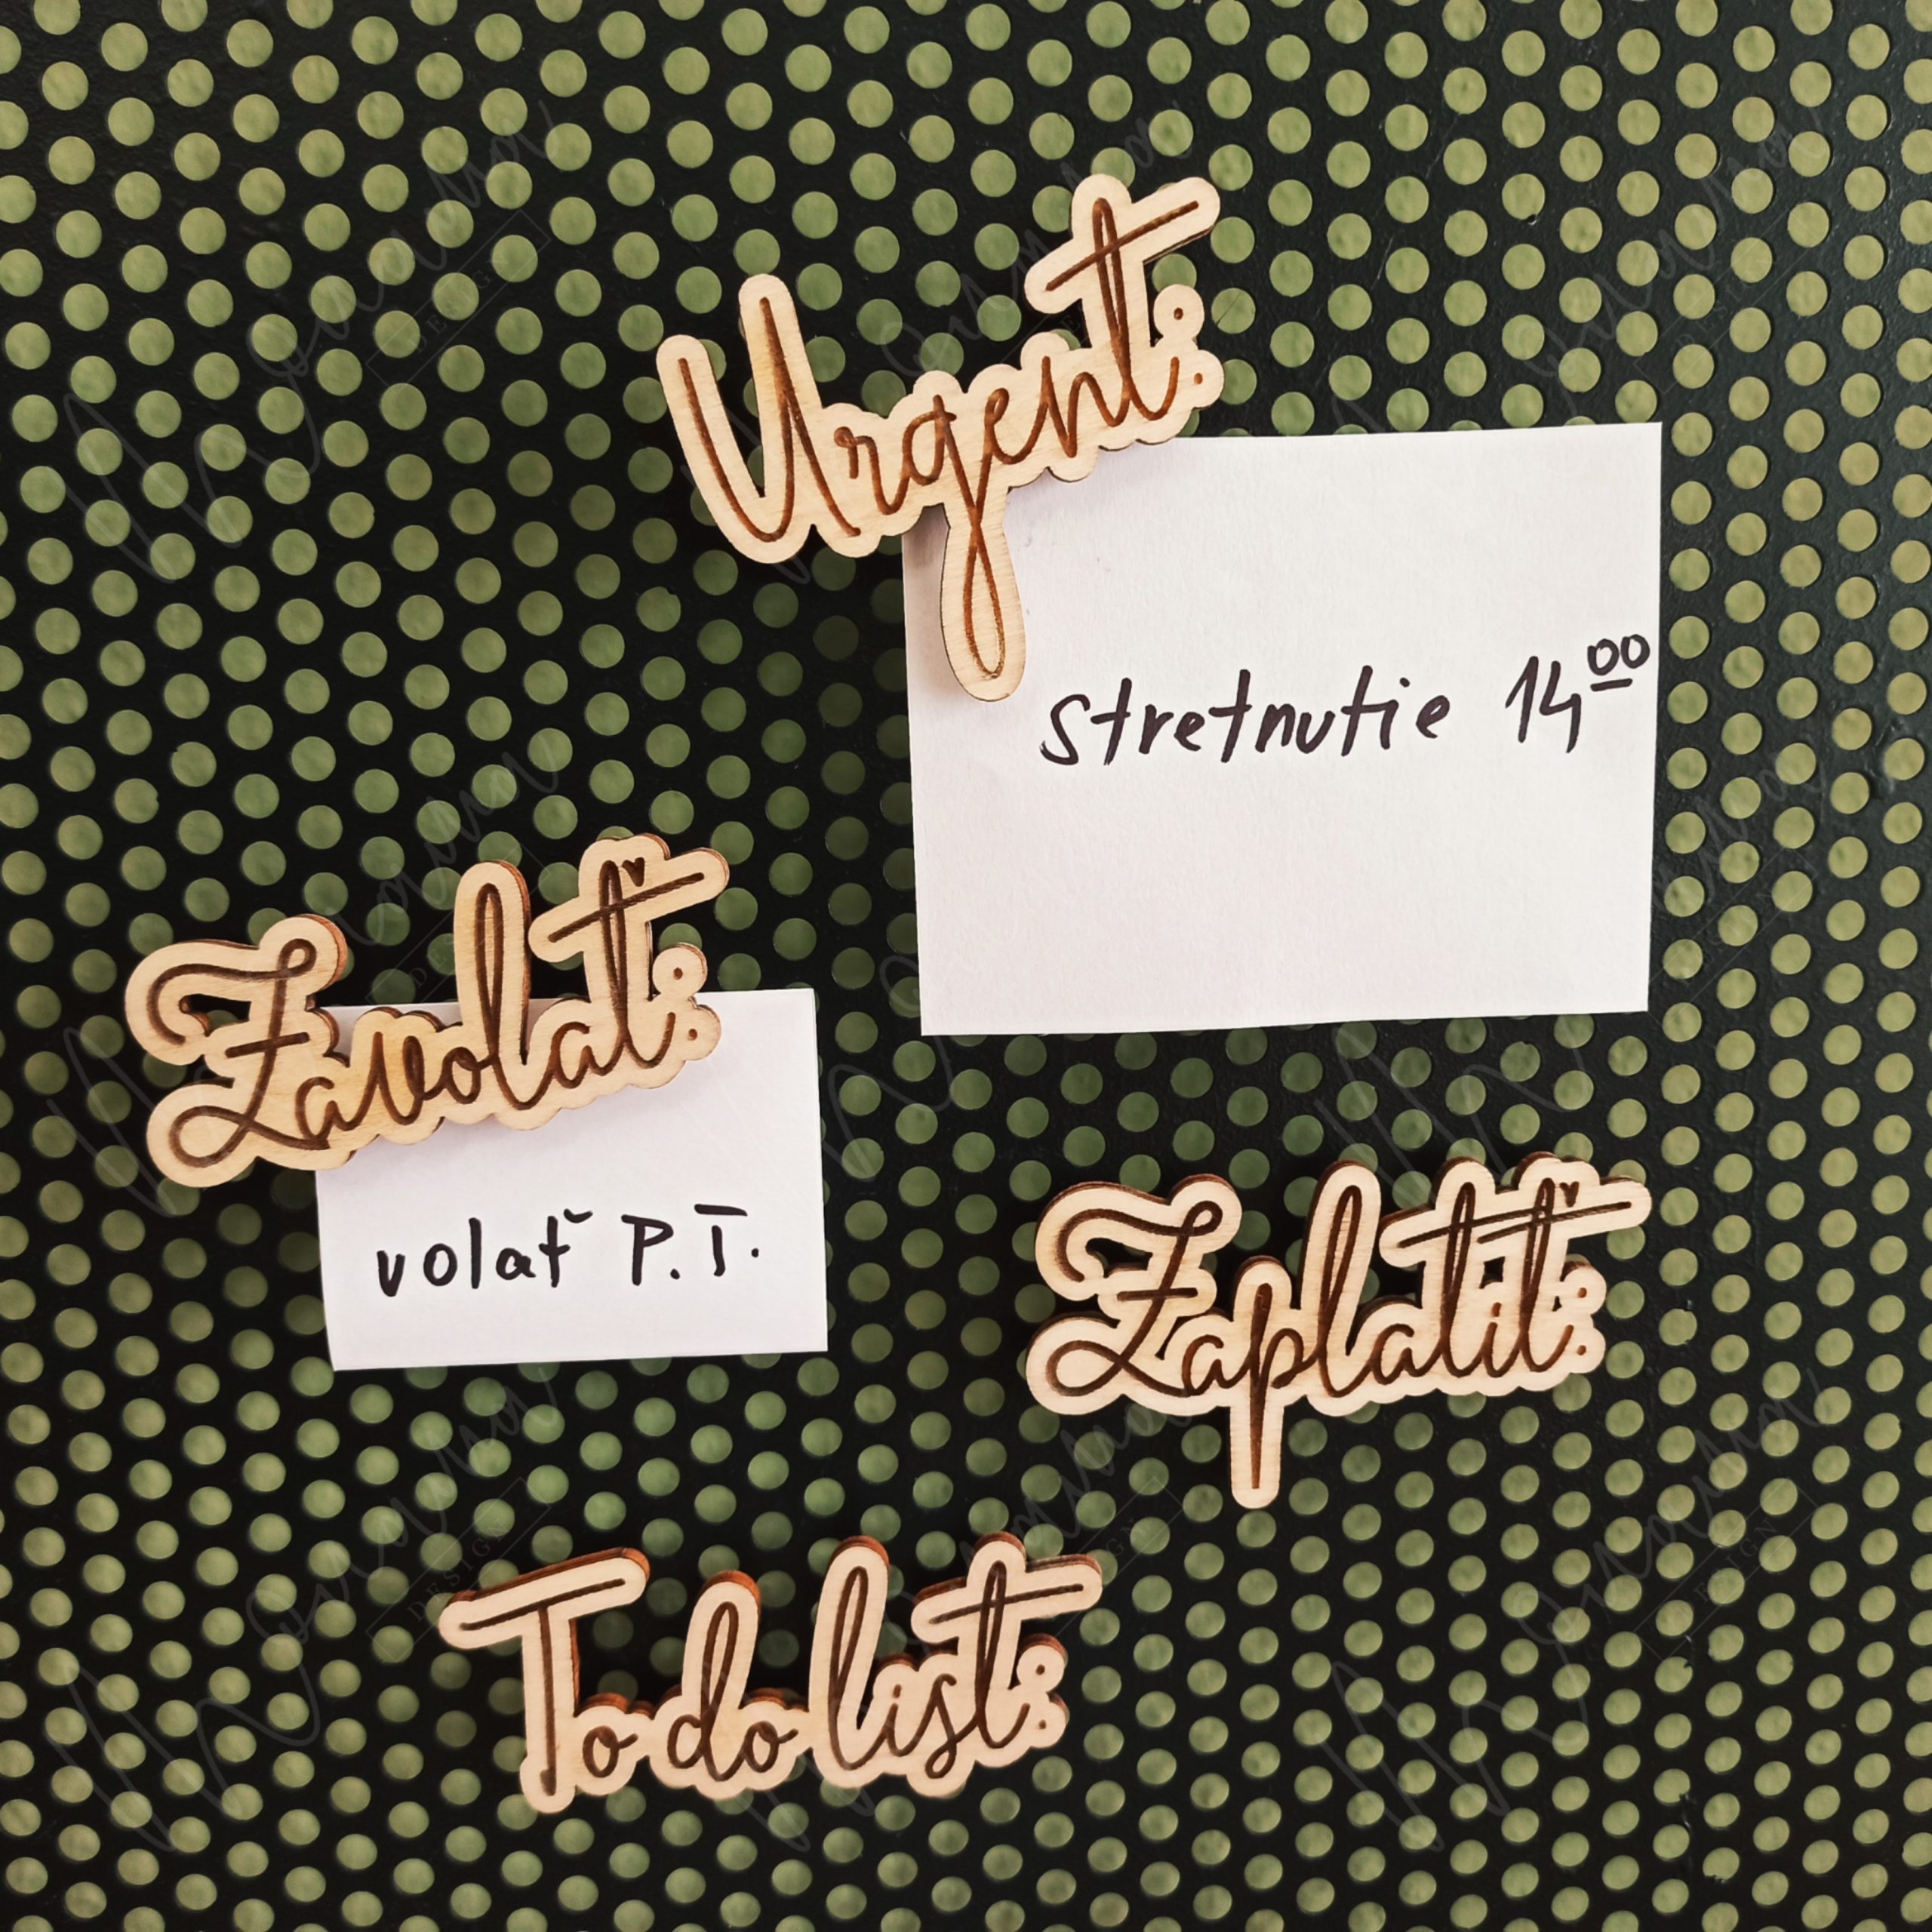 Urgent:
stretnutie 14⁰⁰
Zavolať:
volať P.T.
Zaplatiť:
To do list: